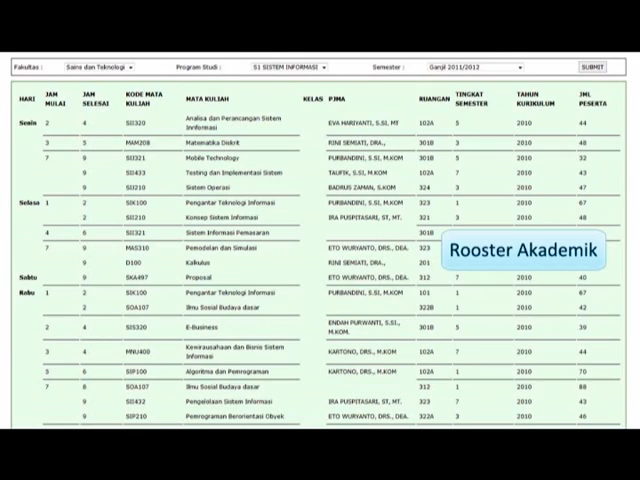 Fakultas : Sains dan Teknologi Program Studi : S1 SISTEM INFORMASI Semester : Ganjil 2011/2012 SUBMIT
HARI JAM MULAI JAM SELESAI KODE MATA KULIAH MATA KULIAH KELAS PJMA RUANGAN TINGKAT SEMESTER TAHUN KURIKULUM JML PESERTA
Senin 2 4 SII320 Analisa dan Perancangan Sistem Innformasi EVA HARIYANTI, S.SI, MT 102A 5 2010 44
3 5 MAM208 Matematika Diskrit RINI SEMIATI, DRA., 301B 3 2010 48
7 9 SII321 Mobile Technology PURBANDINI, S.SI, M.KOM 301B 5 2010 32
9 SII433 Testing dan Implementasi Sistem TAUFIK, S.SI, M.KOM 102A 7 2010 43
9 SII210 Sistem Operasi BADRUS ZAMAN, S.KOM 324 3 2010 47
Selasa 1 2 SIK100 Pengantar Teknologi Informasi PURBANDINI, S.SI, M.KOM 323 1 2010 67
2 SII210 Konsep Sistem Informasi IRA PUSPITASARI, ST, MT. 321 3 2010 48
4 6 SII321 Sistem Informasi Pemasaran 301B
7 9 MAS310 Pemodelan dan Simulasi ETO WURYANTO, DRS., DEA. 323
9 D100 Kalkulus RINI SEMIATI, DRA., 201
Rooster Akademik
Sabtu 9 SKA497 Proposal ETO WURYANTO, DRS., DEA. 312 7 2010 40
Rabu 1 2 SIK100 Pengantar Teknologi Informasi PURBANDINI, S.SI, M.KOM 101 1 2010 67
2 SOA107 Ilmu Sosial Budaya dasar 322B 1 2010 42
2 4 SIS320 E-Business ENDAH PURWANTI, S.SI., M.KOM. 301B 5 2010 39
3 4 MNU400 Kewirausahaan dan Bisnis Sistem Informasi KARTONO, DRS., M.KOM 102A 7 2010 44
5 6 SIP100 Algoritma dan Pemrograman KARTONO, DRS., M.KOM 102A 1 2010 70
7 8 SOA107 Ilmu Sosial Budaya dasar 312 1 2010 88
9 SII432 Pengelolaan Sistem Informasi IRA PUSPITASARI, ST, MT. 323 7 2010 43
9 SIP210 Pemrograman Berorientasi Obyek ETO WURYANTO, DRS., DEA. 322A 3 2010 46